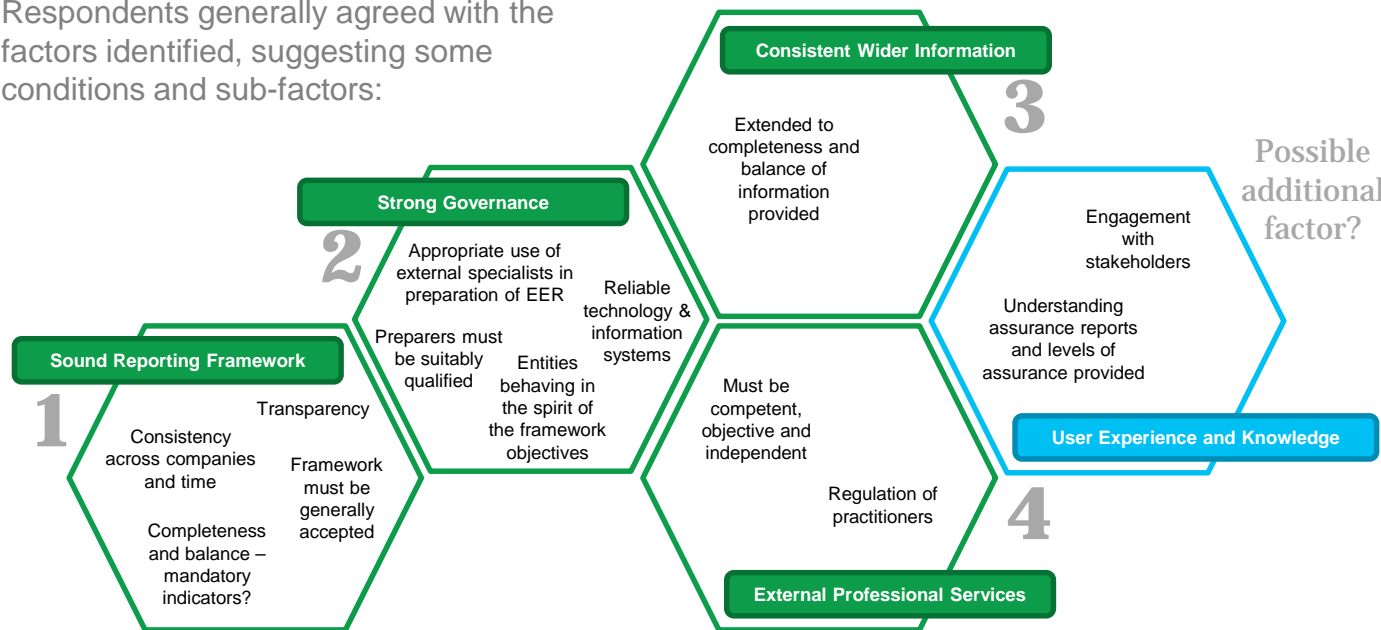 Respondents generally agreed with the
factors identified, suggesting some
conditions and sub-factors:
Sound Reporting Framework
1
Transparency
Consistency
across companies
and time
Framework
must be
generally
accepted
Completeness
and balance –
mandatory
indicators?
Strong Governance
2
Appropriate use of
external specialists in
preparation of EER
Reliable
technology &
information
systems
Preparers must
be suitably
qualified
Entities
behaving in
the spirit of
the framework
objectives
Consistent Wider Information
3
Extended to
completeness and
balance of
information
provided
Must be
competent,
objective and
independent
Regulation of
practitioners
4
External Professional Services
Possible
additional
factor?
Engagement
with
stakeholders
Understanding
assurance reports
and levels of
assurance provided
User Experience and Knowledge